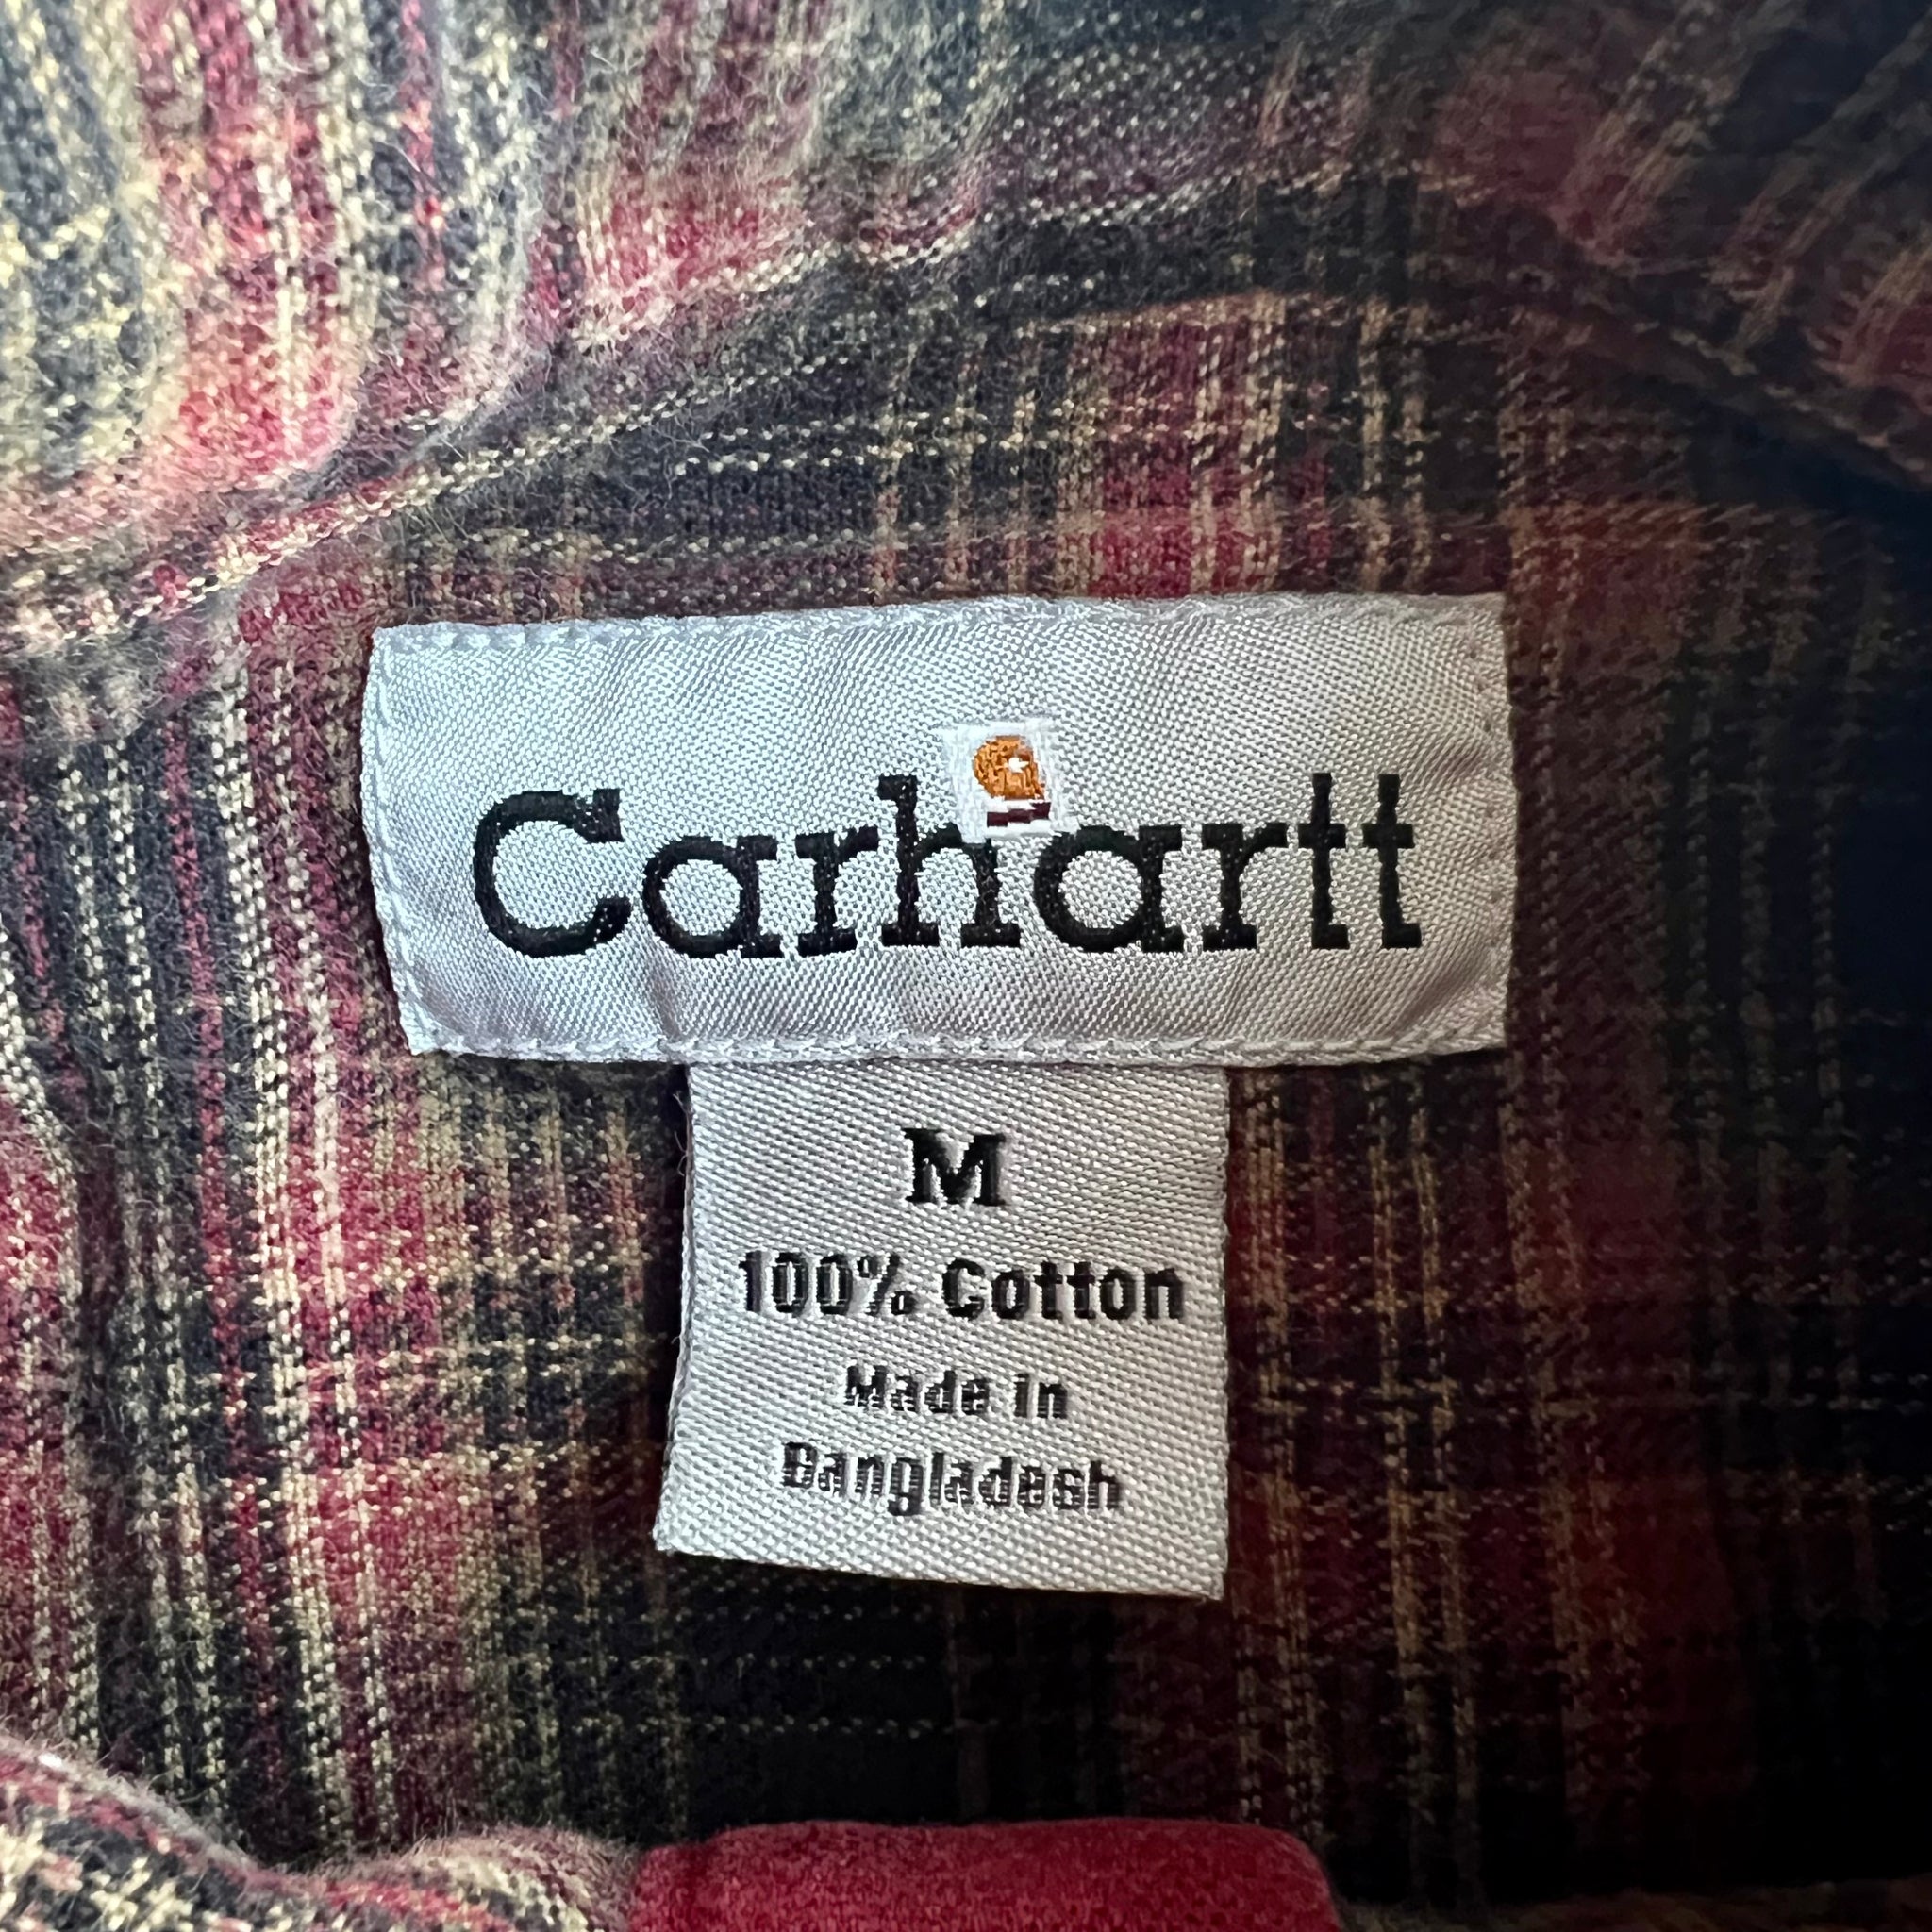 Carhartt
M
100% Cotton
Made in
Bangladesh